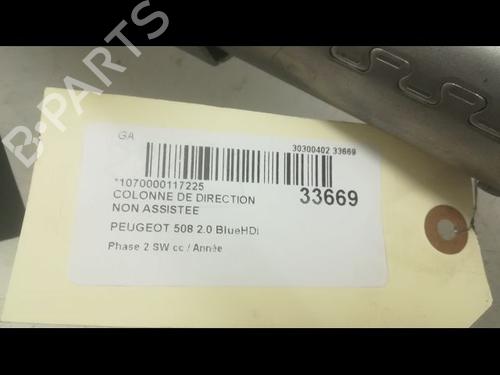 B-PARTS
GA
30300402 33669
*1070000117225
33669
COLONNE DE DIRECTION
NON ASSISTEE
PEUGEOT 508 2.0 BlueHDi
Phase 2 SW cc / Année